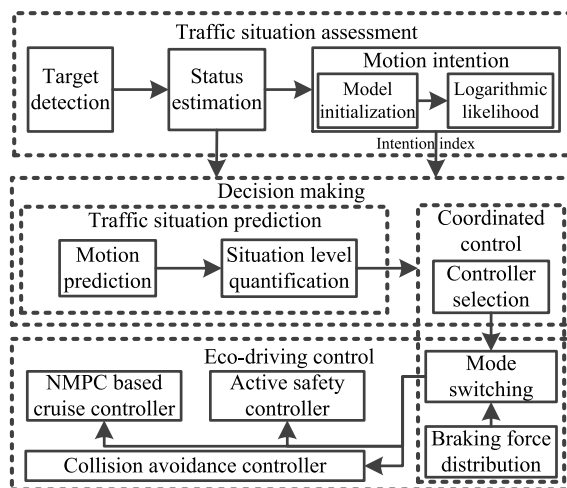 Traffic situation assessment
Target
detection
Status
estimation
Motion intention
Model
initialization
Logarithmic
likelihood
Intention index
Decision making
Traffic situation prediction
Motion
prediction
Situation level
quantification
Coordinated
control
Controller
selection
Eco-driving control
NMPC based
cruise controller
Active safety
controller
Mode
switching
Collision avoidance controller
Braking force
distribution